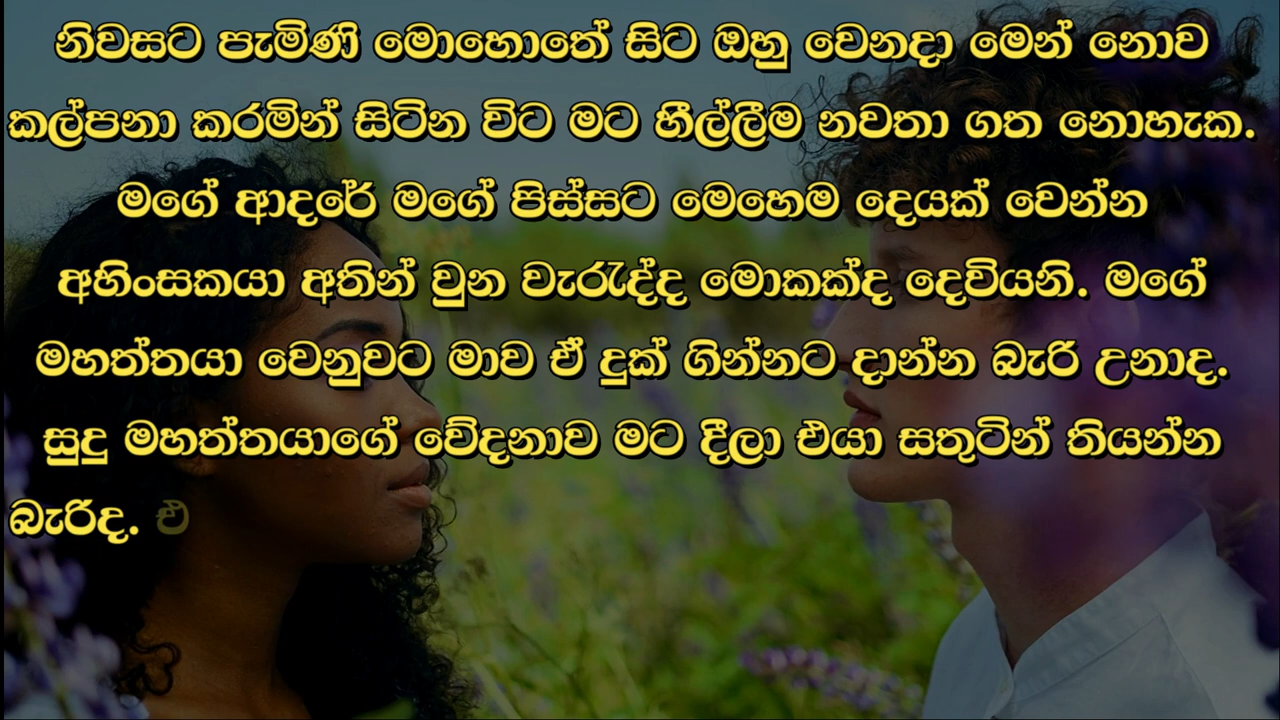 නිවසට පැමිණි මොහොතේ සිට ඔහු වෙනදා මෙන් නොව
කල්පනා කරමින් සිටින විට මට හීල්ලීම නවතා ගත නොහැක.
මගේ ආදරේ මගේ පිස්සට මෙහෙම දෙයක් වෙන්න
අහිංසකයා අතින් වුන වැරැද්ද මොකක්ද දෙවියනි. මගේ
මහත්තයා වෙනුවට මාව ඒ දුක් ගින්නට දාන්න බැරි උනාද.
සුදු මහත්තයාගේ වේදනාව මට දීලා එයා සතුටින් තියන්න
බැරිද. එ